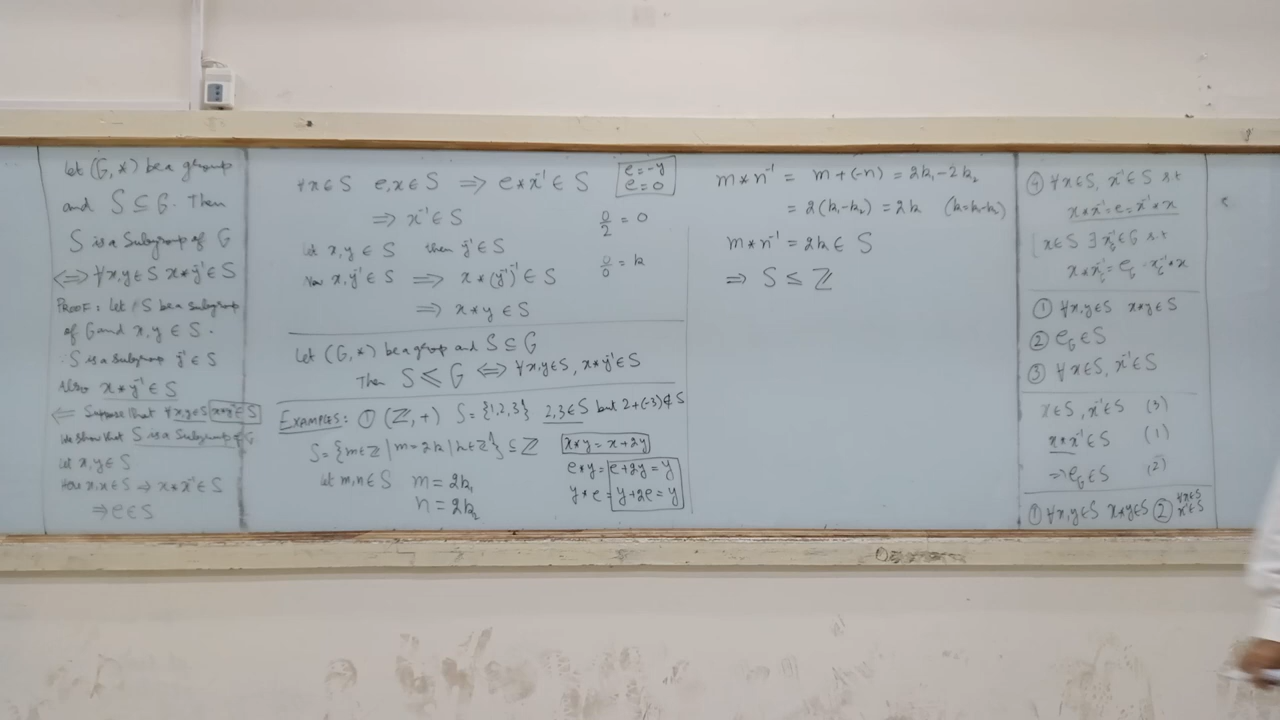 Let (G, *) be a group
and S ⊆ G. Then
S is a Subgroup of G
⟺ ∀x,y∈S x*y⁻¹∈S
PROOF: Let S be a subgroup
of G and x, y ∈ S.
∵ S is a subgroup y⁻¹∈S
Also x*y⁻¹∈S
⇐ Suppose that ∀x,y∈S x*y⁻¹∈S
We show that S is a Subgroup of G
Let x,y∈S
Here x,x∈S ⇒ x*x⁻¹∈S
⇒ e∈S
∀x∈S e,x∈S ⇒ e*x⁻¹∈S
⇒ x⁻¹∈S
Let x,y∈S then y⁻¹∈S
Now x,y⁻¹∈S ⟹ x*(y⁻¹)⁻¹∈S
⟹ x*y∈S
e=-y
e=0
0/2 = 0
0/0 = k
Let (G,*) be a group and S⊆G
Then S ≤ G ⟺ ∀x,y∈S, x*y⁻¹∈S
EXAMPLES: ① (ℤ,+) S={1,2,3} 2,3∈S but 2+(-3)∉S
S={m∈ℤ | m=2k | k∈ℤ} ⊆ ℤ
Let m,n∈S m = 2k₁
n = 2k₂
x*y = x+2y
e*y = e+2y = y
y*e = y+2e = y
m*n⁻¹ = m+(-n) = 2k₁-2k₂
= 2(k₁-k₂) = 2k (k=k₁-k₂)
m*n⁻¹ = 2k ∈ S
⇒ S ≤ ℤ
④ ∀x∈S, x⁻¹∈S s.t
x*x⁻¹=e=x⁻¹*x
x∈S ∃ x_G⁻¹∈G s.t
x*x_G⁻¹=e_G=x_G⁻¹*x
① ∀x,y∈S x*y∈S
② e_G∈S
③ ∀x∈S, x⁻¹∈S
x∈S, x⁻¹∈S (3)
x*x⁻¹∈S (1)
⇒ e_G∈S (2)
① ∀x,y∈S x*y∈S ② ∀x∈S x⁻¹∈S